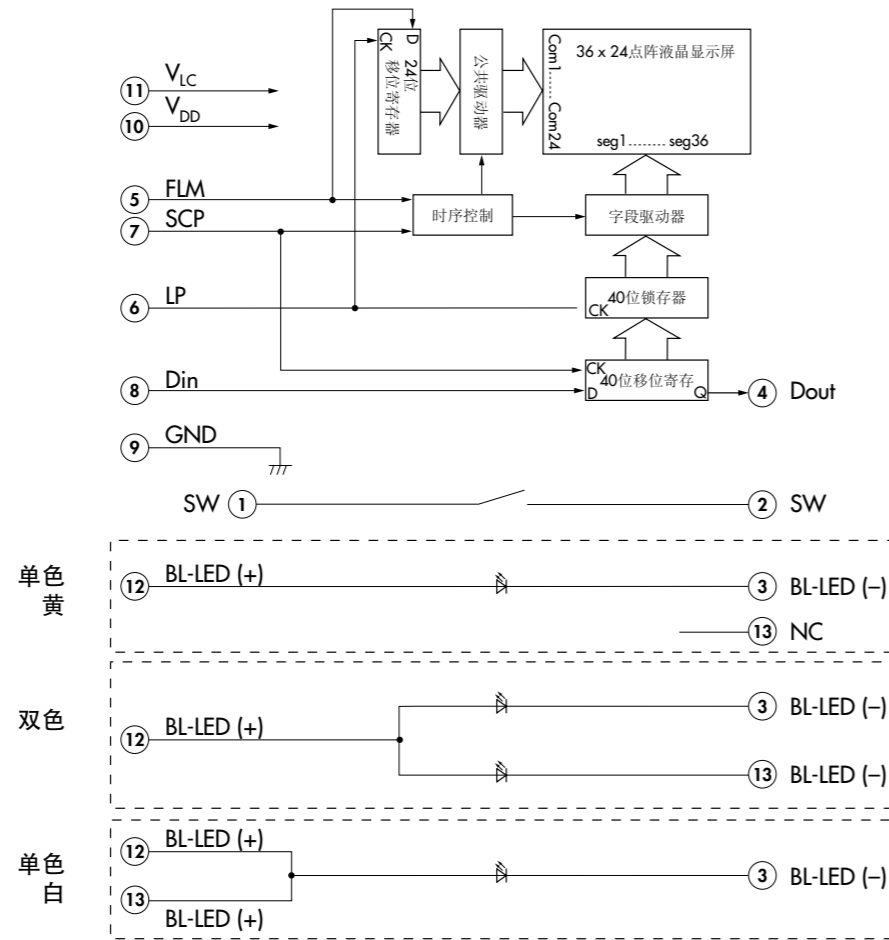 D
CK
24位
移位寄存器
公共驱动器
Com1......Com24
36 x 24点阵液晶显示屏
seg1........ seg36
11 VLC
10 VDD
5 FLM
7 SCP
时序控制
字段驱动器
6 LP
40位锁存器
CK
CK
40位移位寄存
D
Q
8 Din
4 Dout
9 GND
SW 1
2 SW
单色
黄
12 BL-LED (+)
3 BL-LED (–)
13 NC
双色
12 BL-LED (+)
3 BL-LED (–)
13 BL-LED (–)
单色
白
12 BL-LED (+)
13
BL-LED (+)
3 BL-LED (–)